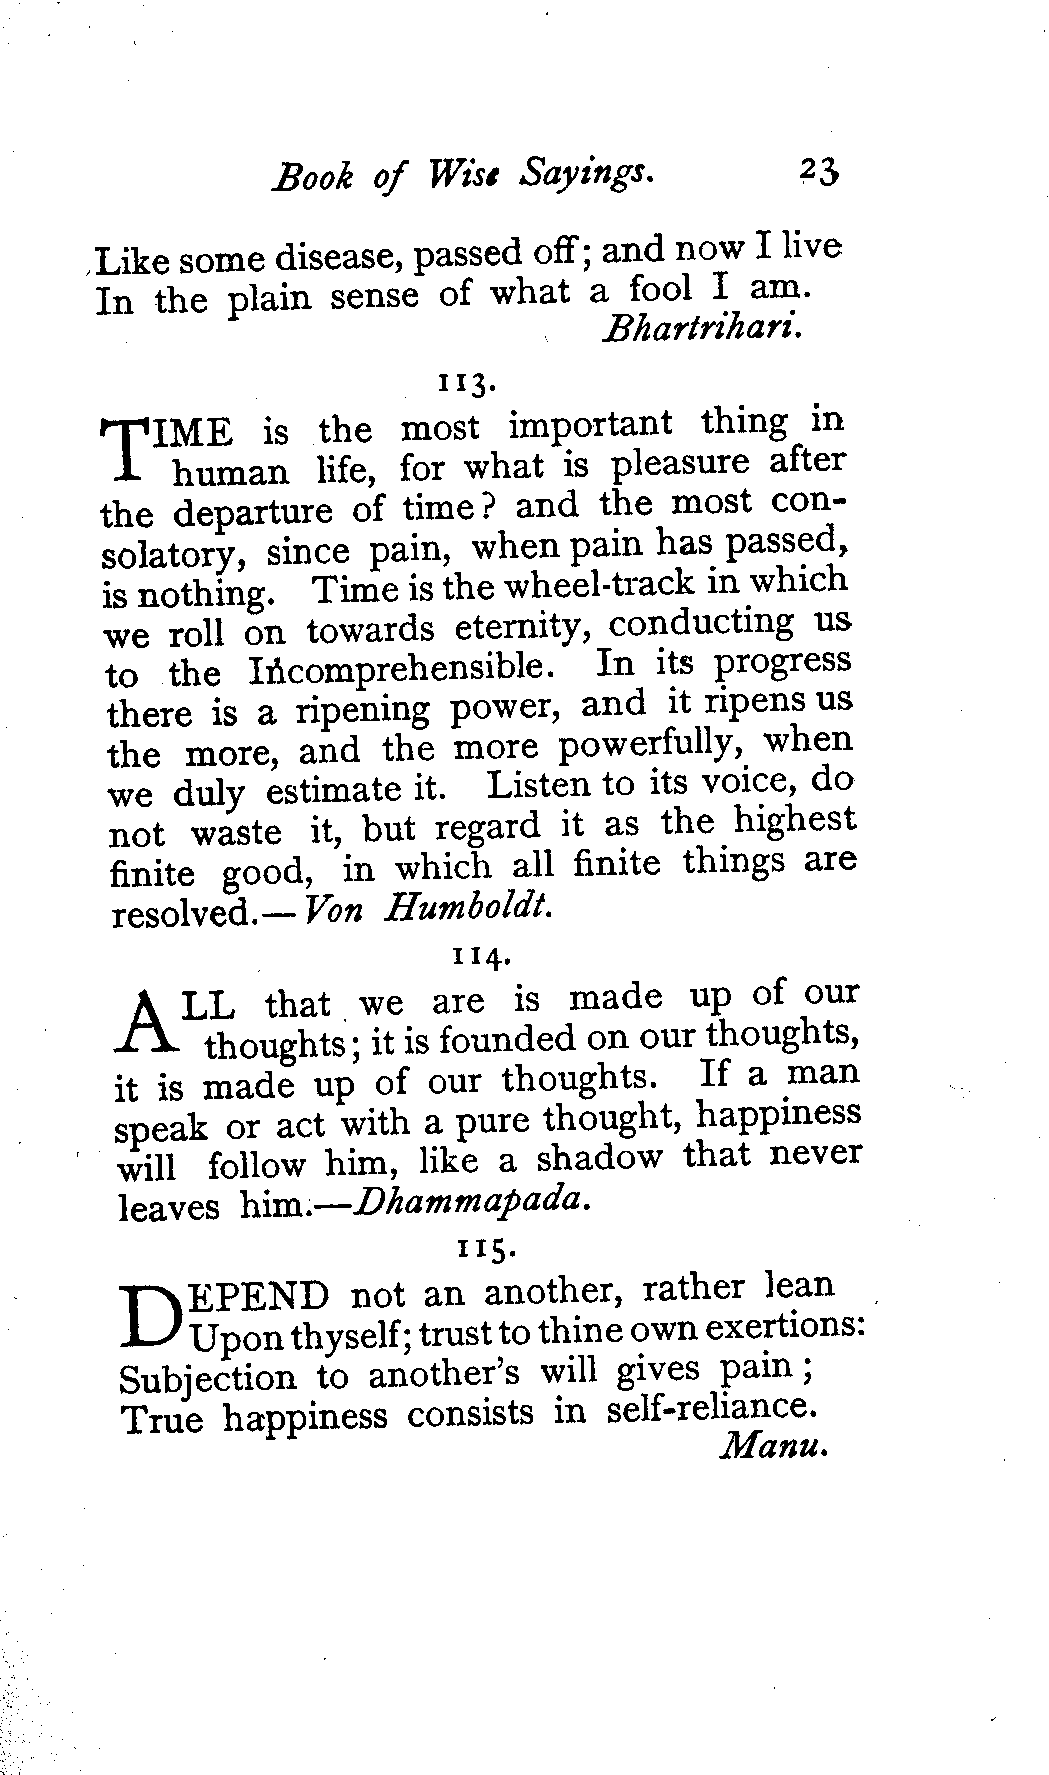 Book of Wise Sayings. 23
Like some disease, passed off; and now I live
In the plain sense of what a fool I am.
Bhartrihari.
113.
TIME is the most important thing in
human life, for what is pleasure after
the departure of time? and the most con-
solatory, since pain, when pain has passed,
is nothing. Time is the wheel-track in which
we roll on towards eternity, conducting us
to the Incomprehensible. In its progress
there is a ripening power, and it ripens us
the more, and the more powerfully, when
we duly estimate it. Listen to its voice, do
not waste it, but regard it as the highest
finite good, in which all finite things are
resolved.—Von Humboldt.
114.
ALL that we are is made up of our
thoughts; it is founded on our thoughts,
it is made up of our thoughts. If a man
speak or act with a pure thought, happiness
will follow him, like a shadow that never
leaves him.—Dhammapada.
115.
DEPEND not an another, rather lean
Upon thyself; trust to thine own exertions:
Subjection to another's will gives pain;
True happiness consists in self-reliance.
Manu.